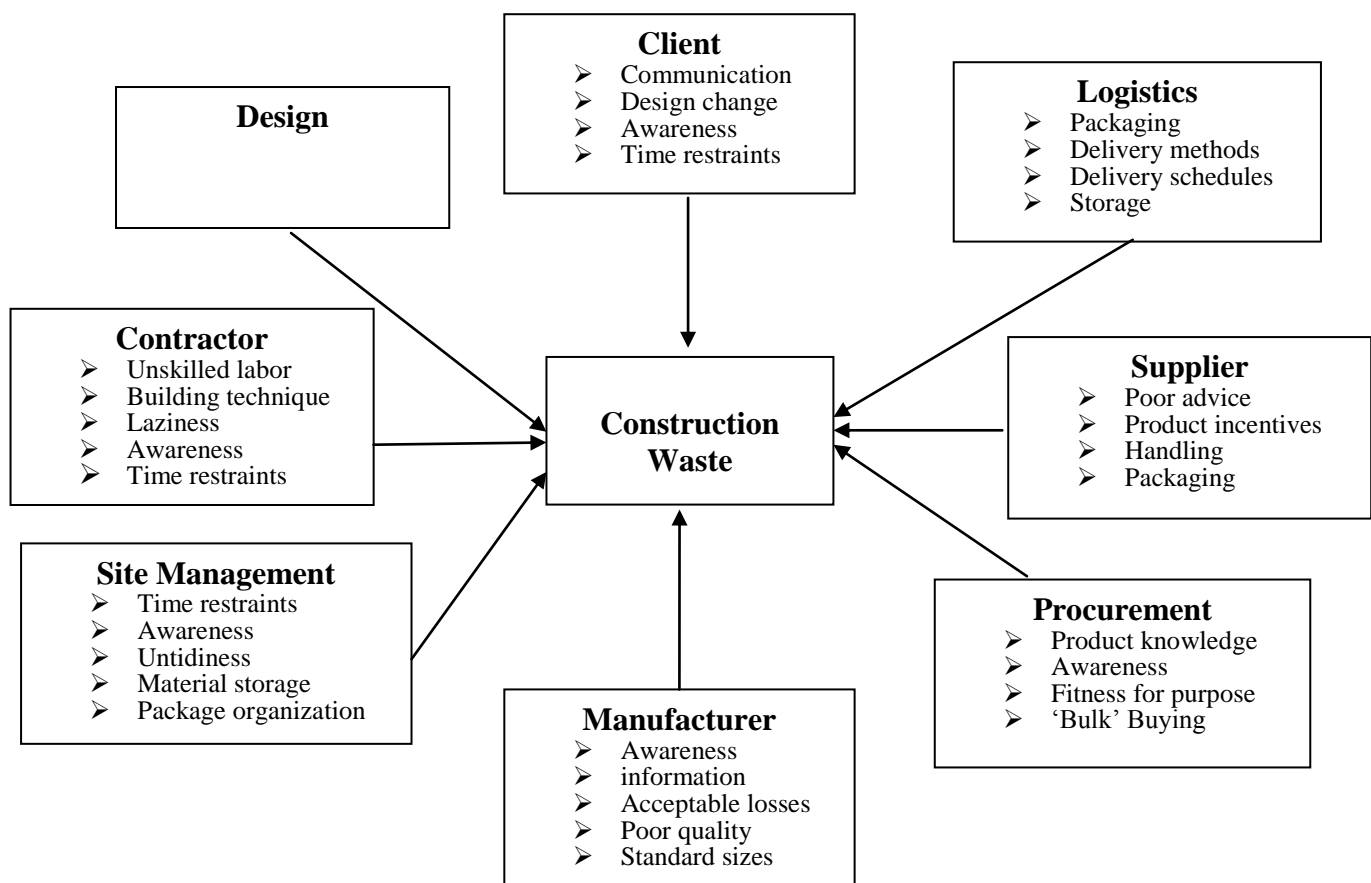 Client
➢ Communication
➢ Design change
➢ Awareness
➢ Time restraints
Design
Logistics
➢ Packaging
➢ Delivery methods
➢ Delivery schedules
➢ Storage
Contractor
➢ Unskilled labor
➢ Building technique
➢ Laziness
➢ Awareness
➢ Time restraints
Construction
Waste
Supplier
➢ Poor advice
➢ Product incentives
➢ Handling
➢ Packaging
Site Management
➢ Time restraints
➢ Awareness
➢ Untidiness
➢ Material storage
➢ Package organization
Manufacturer
➢ Awareness
➢ information
➢ Acceptable losses
➢ Poor quality
➢ Standard sizes
Procurement
➢ Product knowledge
➢ Awareness
➢ Fitness for purpose
➢ ‘Bulk’ Buying